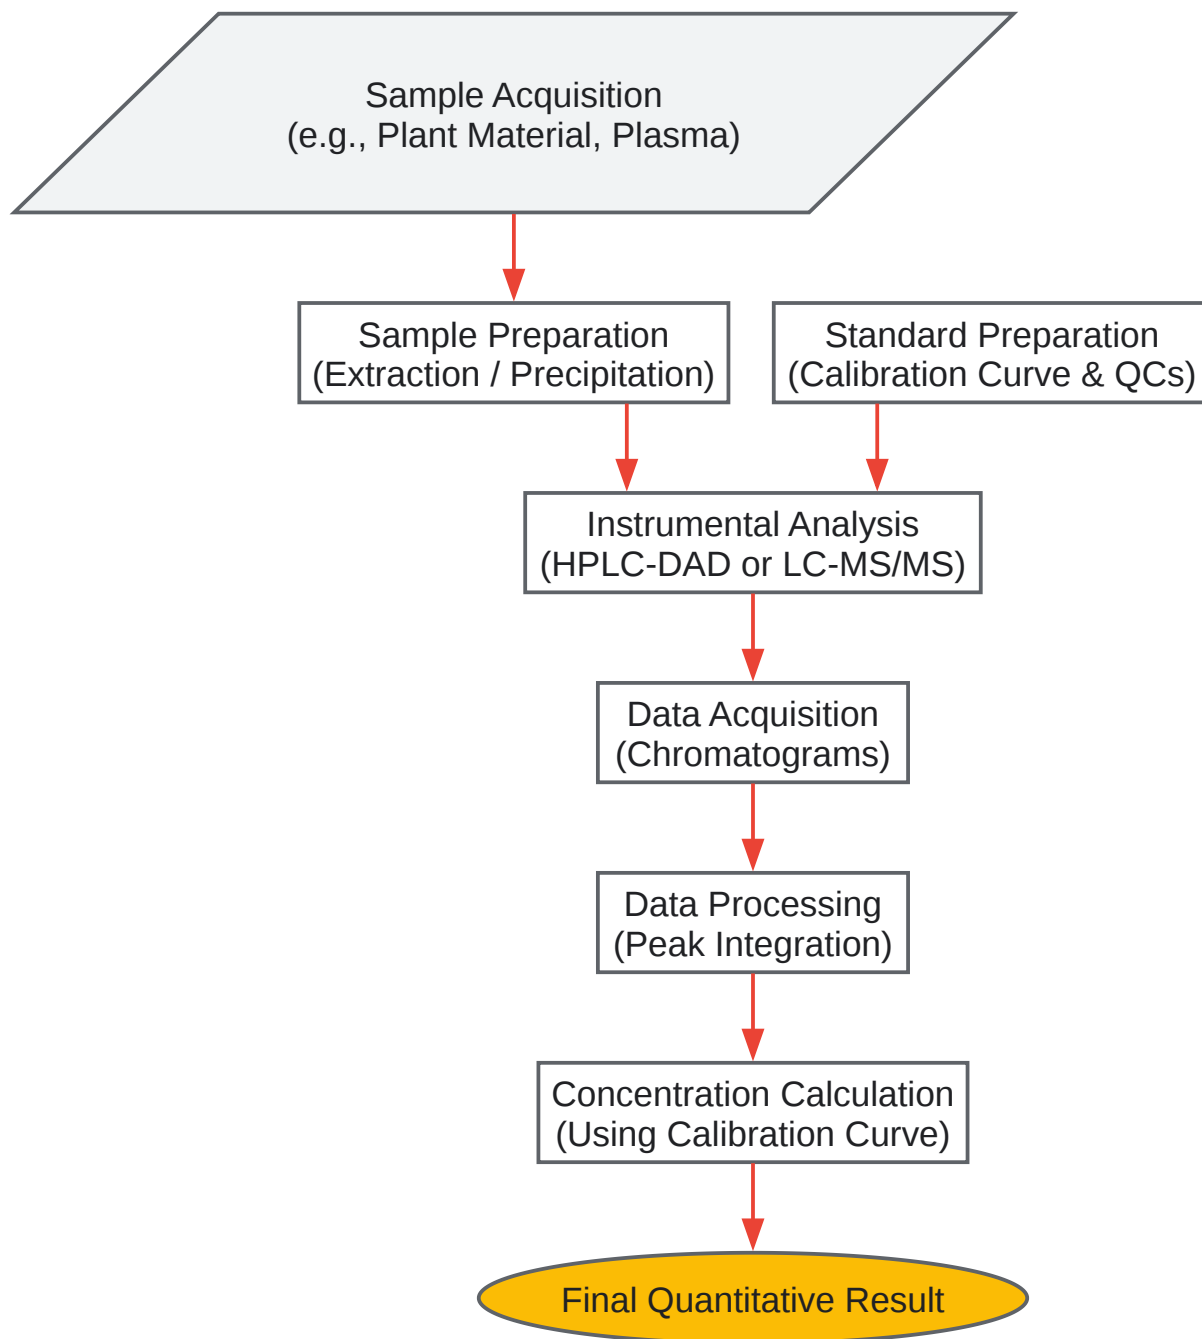 Sample Acquisition
(e.g., Plant Material, Plasma)
Sample Preparation
(Extraction / Precipitation)
Standard Preparation
(Calibration Curve & QCs)
Instrumental Analysis
(HPLC-DAD or LC-MS/MS)
Data Acquisition
(Chromatograms)
Data Processing
(Peak Integration)
Concentration Calculation
(Using Calibration Curve)
Final Quantitative Result